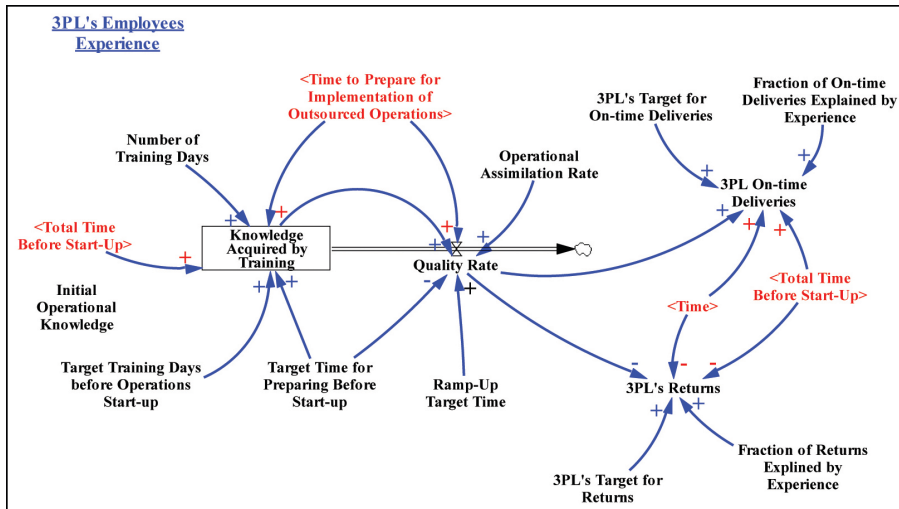 3PL's Employees
Experience
<Time to Prepare for
Implementation of
Outsourced Operations>
Number of
Training Days
Operational
Assimilation Rate
3PL's Target for
On-time Deliveries
Fraction of On-time
Deliveries Explained by
Experience
3PL On-time
Deliveries
<Total Time
Before Start-Up>
Knowledge
Acquired by
Training
Quality Rate
Initial
Operational
Knowledge
<Time>
<Total Time
Before Start-Up>
Target Training Days
before Operations
Start-up
Target Time for
Preparing Before
Start-up
Ramp-Up
Target Time
3PL's Returns
3PL's Target for
Returns
Fraction of Returns
Explined by
Experience